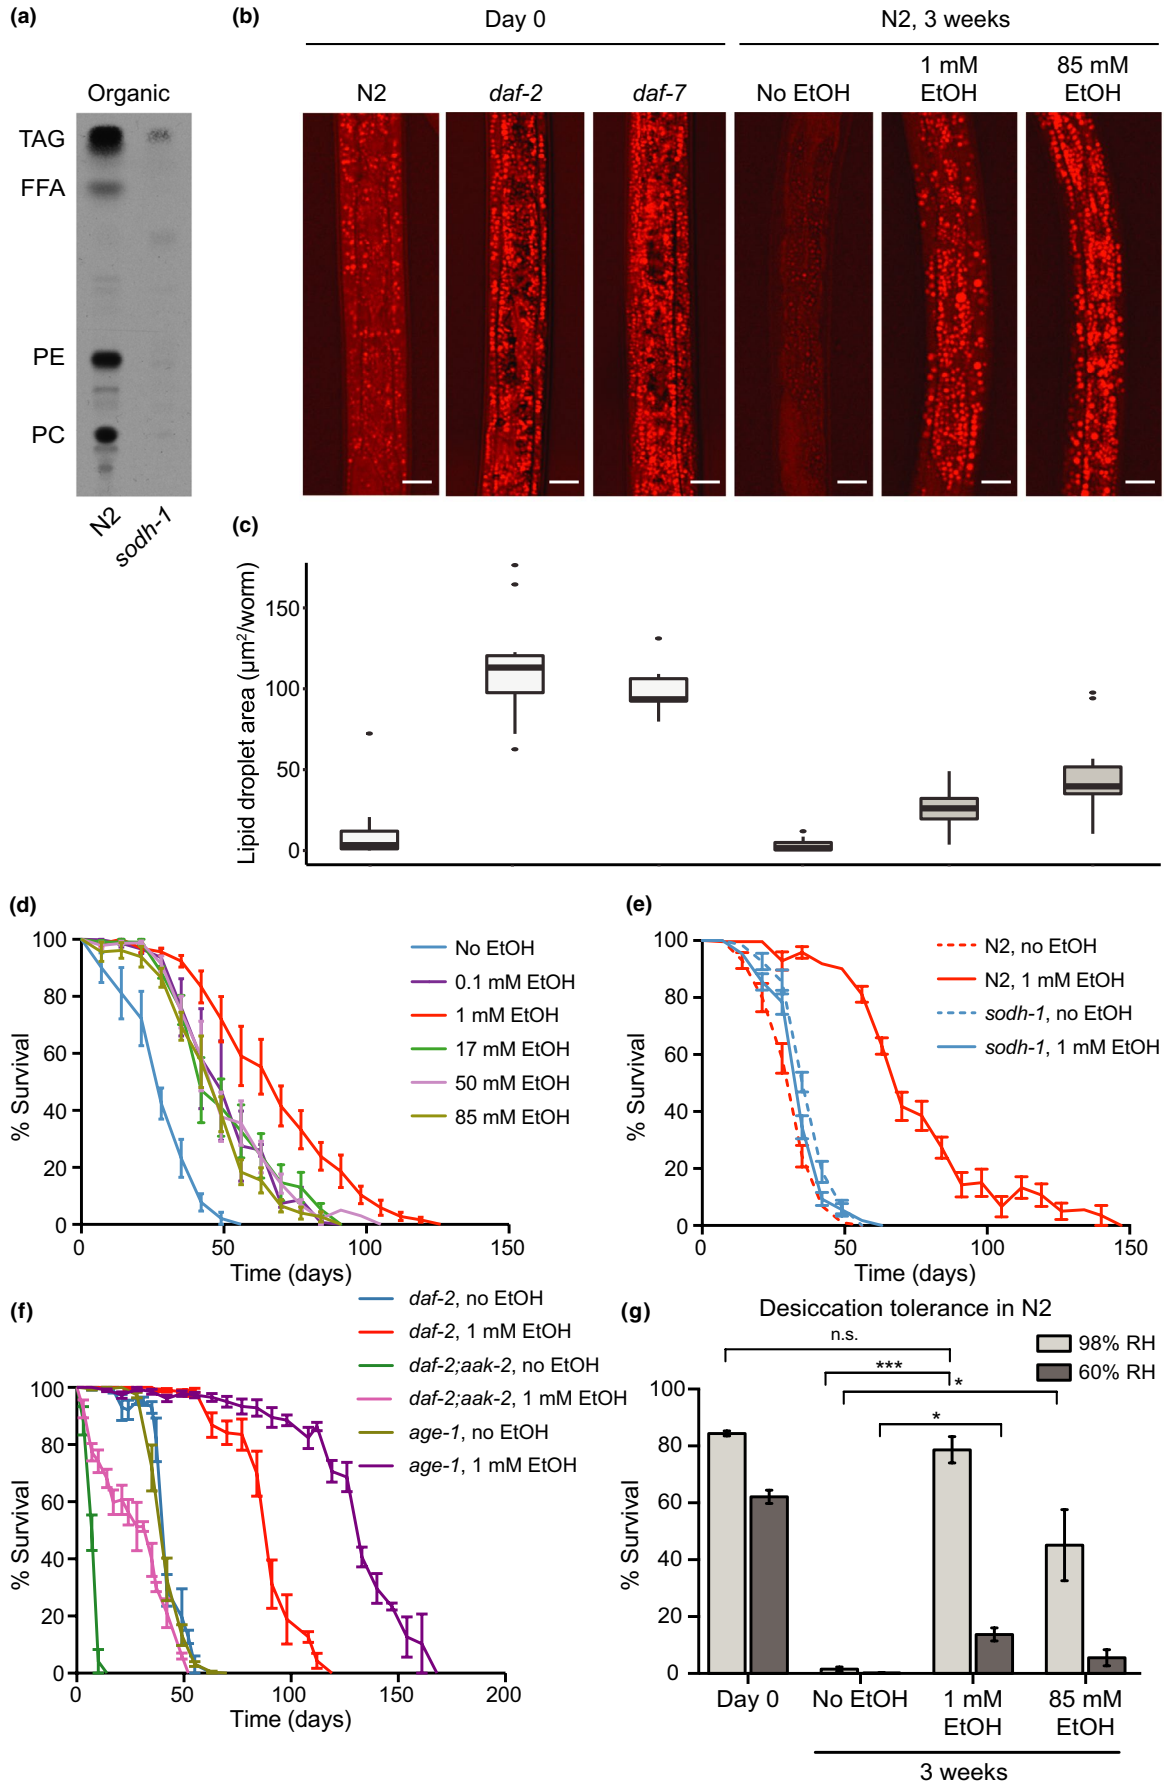 (a)
Organic
TAG
FFA
PE
PC
N2
sodh-1
(b)
Day 0
N2, 3 weeks
N2
daf-2
daf-7
No EtOH
1 mM
EtOH
85 mM
EtOH
(c)
Lipid droplet area (µm²/worm)
150
100
50
0
(d)
% Survival
100
80
60
40
20
0
0
50
100
150
Time (days)
No EtOH
0.1 mM EtOH
1 mM EtOH
17 mM EtOH
50 mM EtOH
85 mM EtOH
(e)
% Survival
100
80
60
40
20
0
0
50
100
150
Time (days)
N2, no EtOH
N2, 1 mM EtOH
sodh-1, no EtOH
sodh-1, 1 mM EtOH
(f)
daf-2, no EtOH
daf-2, 1 mM EtOH
daf-2;aak-2, no EtOH
daf-2;aak-2, 1 mM EtOH
age-1, no EtOH
age-1, 1 mM EtOH
% Survival
100
80
60
40
20
0
0
50
100
150
200
Time (days)
(g)
Desiccation tolerance in N2
98% RH
60% RH
n.s.
***
*
*
% Survival
100
80
60
40
20
0
Day 0
No EtOH
1 mM
EtOH
85 mM
EtOH
3 weeks